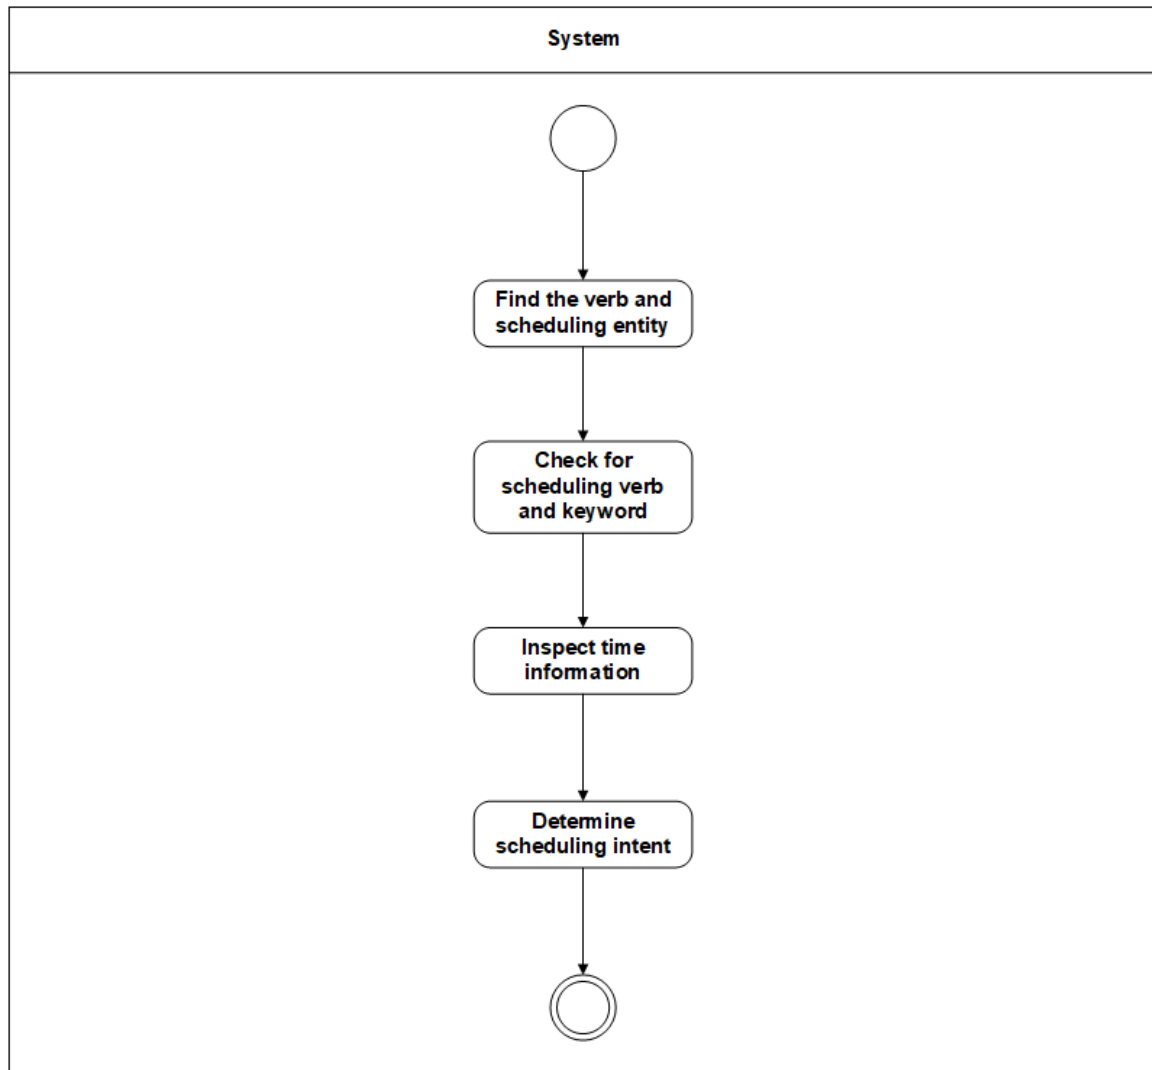 System
Find the verb and
scheduling entity
Check for
scheduling verb
and keyword
Inspect time
information
Determine
scheduling intent